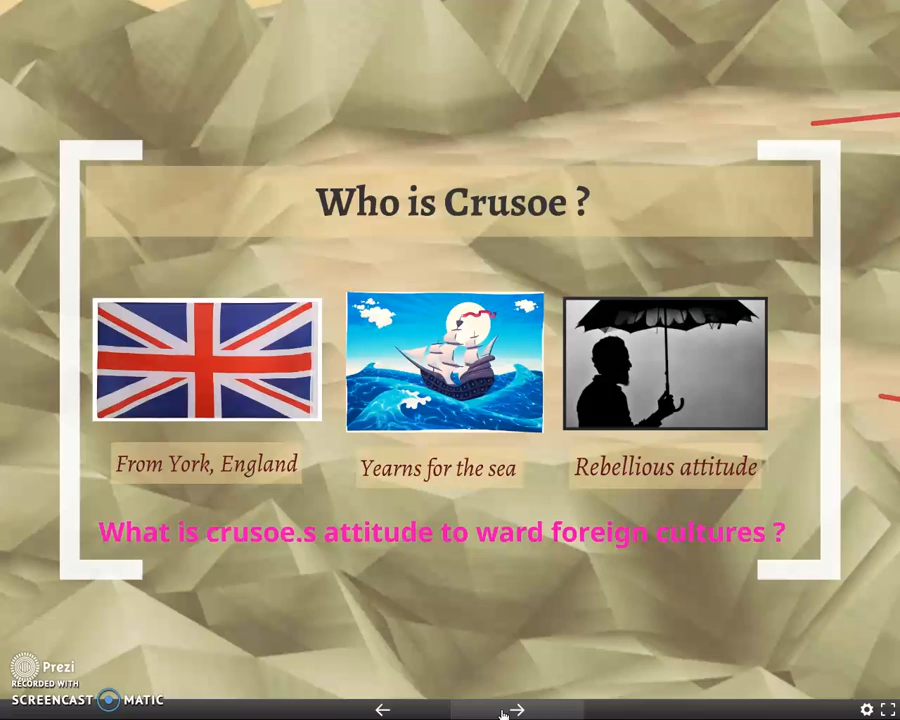 Who is Crusoe ?
From York, England
Yearns for the sea
Rebellious attitude
What is crusoe.s attitude to ward foreign cultures ?
Prezi
RECORDED WITH
SCREENCAST MATIC